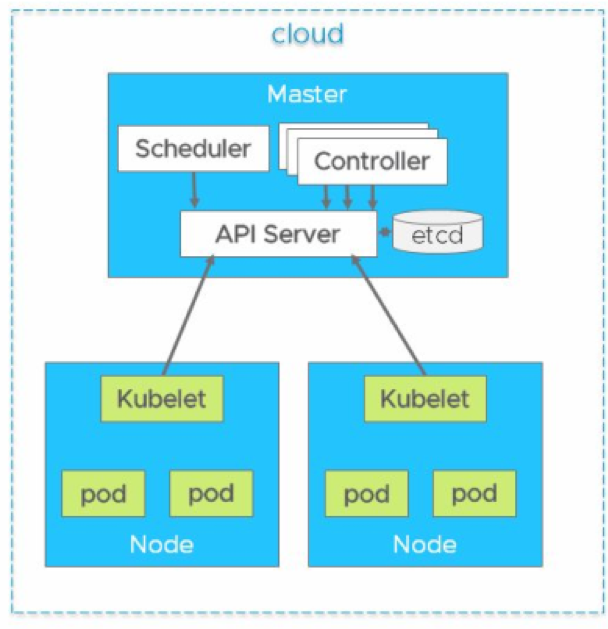 cloud
Master
Scheduler
Controller
API Server
etcd
Kubelet
Kubelet
pod
pod
pod
pod
Node
Node